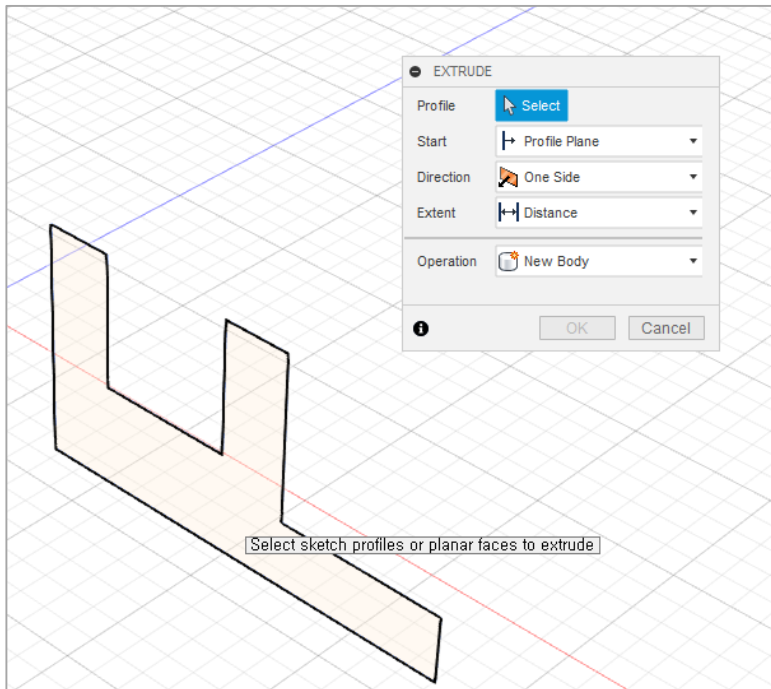 EXTRUDE
Profile Select
Start Profile Plane
Direction One Side
Extent Distance
Operation New Body
OK Cancel
Select sketch profiles or planar faces to extrude